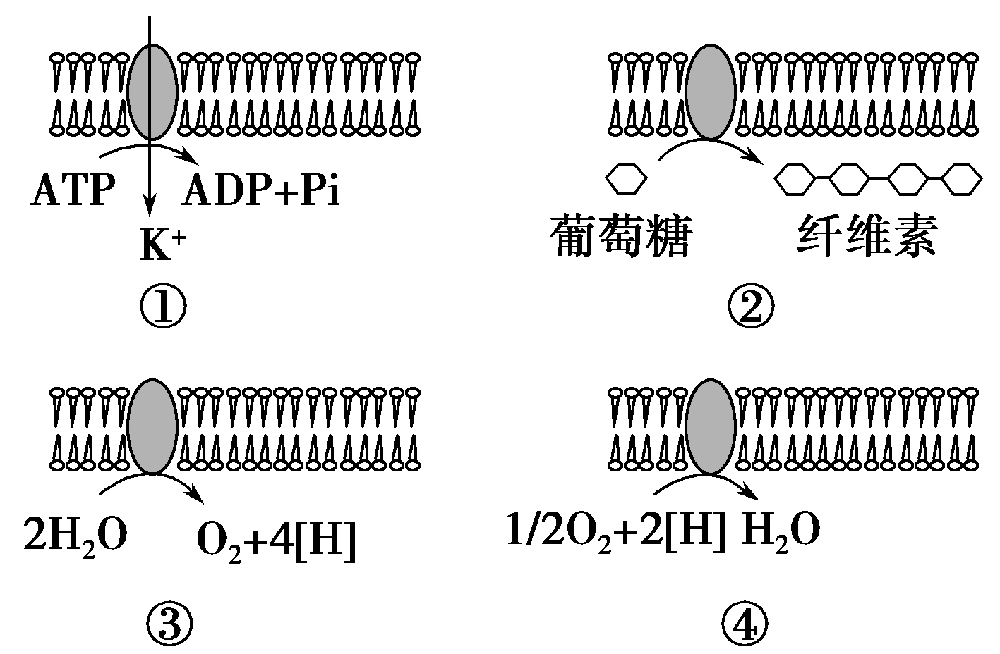 ATP ADP+Pi
K⁺
葡萄糖 纤维素
① ②
2H₂O O₂+4[H] 1/2O₂+2[H] H₂O
③ ④